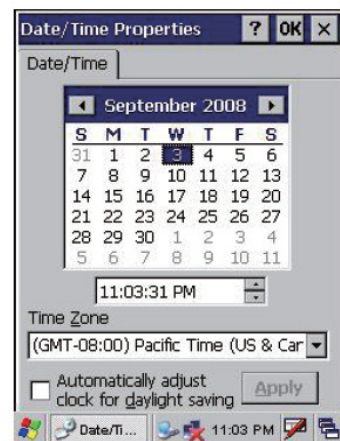 Date/Time Properties ? OK ×
Date/Time
September 2008
S M T W T F S
31 1 2 3 4 5 6
7 8 9 10 11 12 13
14 15 16 17 18 19 20
21 22 23 24 25 26 27
28 29 30 1 2 3 4
5 6 7 8 9 10 11
11:03:31 PM
Time Zone
(GMT-08:00) Pacific Time (US & Car
Automatically adjust
clock for daylight saving
Apply
Date/Ti... 11:03 PM